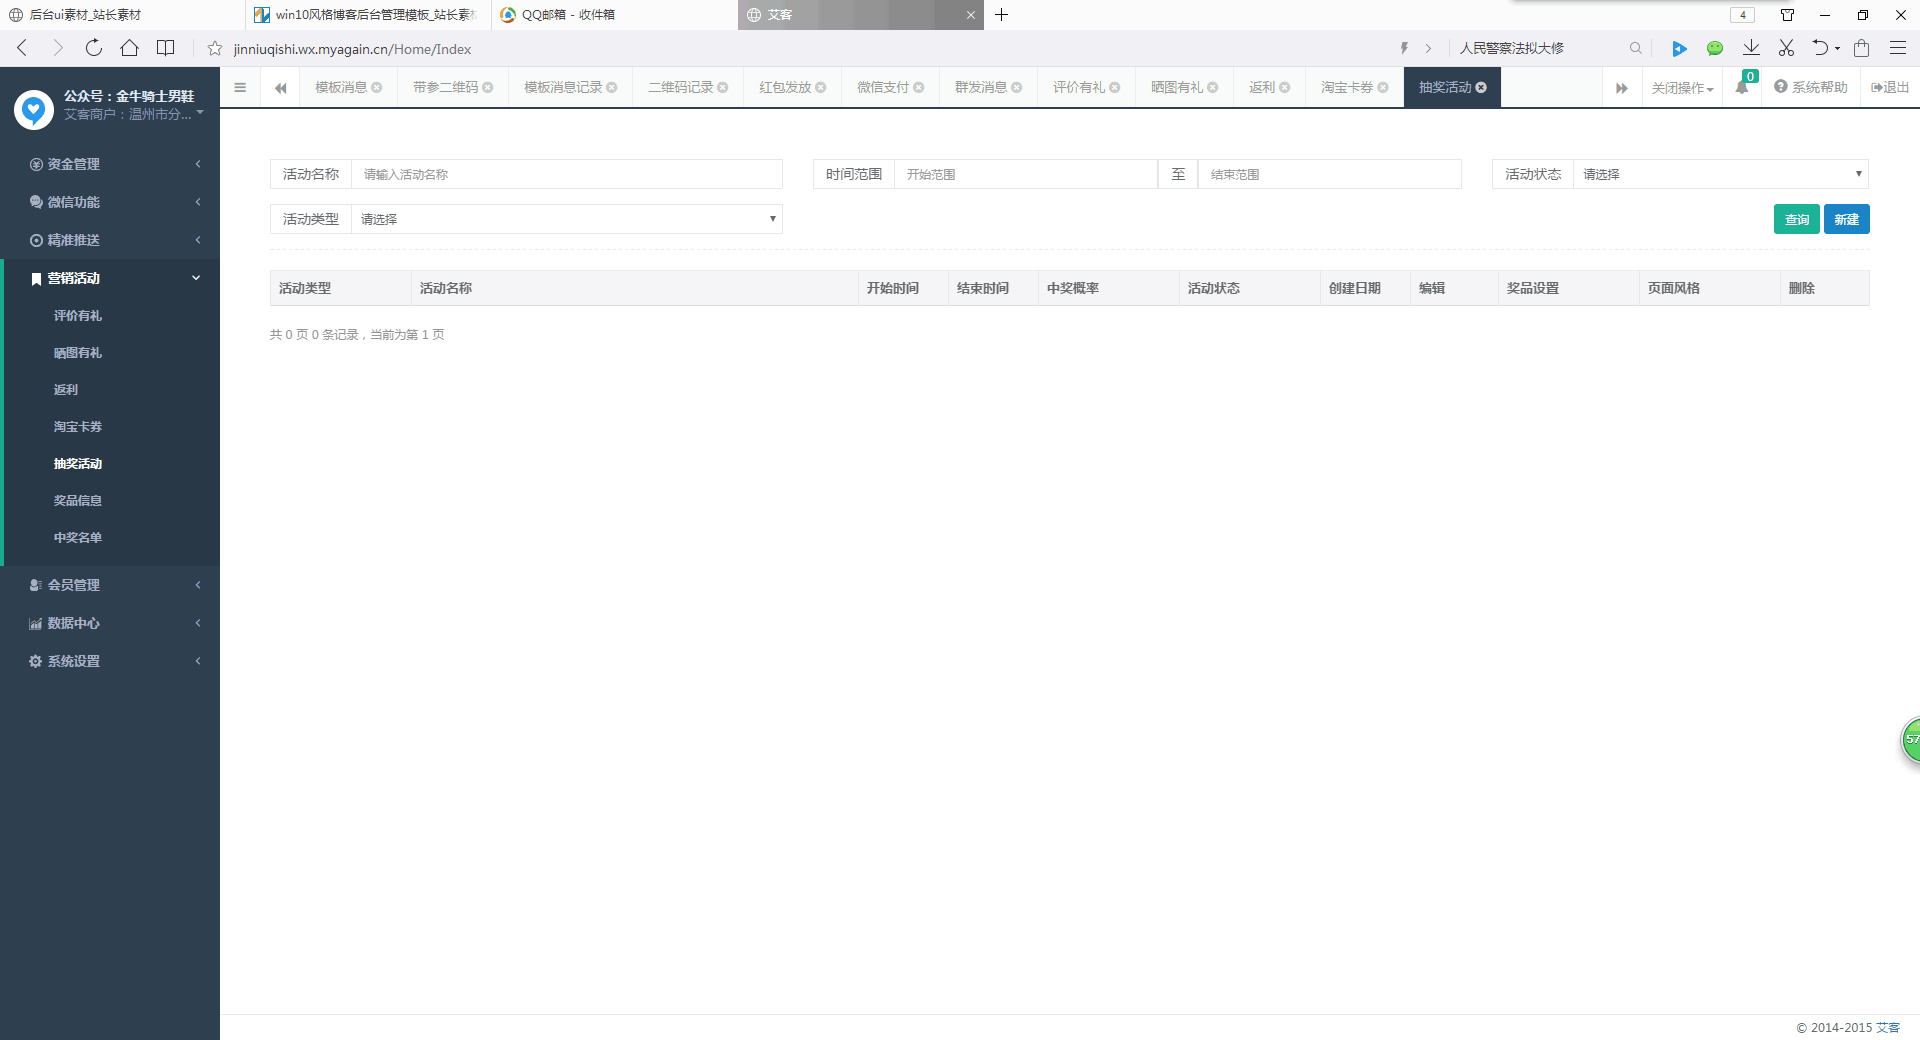 后台ui素材_站长素材
win10风格博客后台管理模板_站长素
QQ邮箱 - 收件箱
艾客
4
jinniuqishi.wx.myagain.cn/Home/Index
人民警察法拟大修
公众号：金牛骑士男鞋
艾客商户：温州市分...
模板消息
带参二维码
模板消息记录
二维码记录
红包发放
微信支付
群发消息
评价有礼
晒图有礼
返利
淘宝卡券
抽奖活动
关闭操作
0
系统帮助
退出
资金管理
微信功能
精准推送
营销活动
评价有礼
晒图有礼
返利
淘宝卡券
抽奖活动
奖品信息
中奖名单
会员管理
数据中心
系统设置
活动名称 请输入活动名称
时间范围 开始范围 至 结束范围
活动状态 请选择
活动类型 请选择
查询 新建
活动类型 活动名称 开始时间 结束时间 中奖概率 活动状态 创建日期 编辑 奖品设置 页面风格 删除
共 0 页 0 条记录，当前为第 1 页
57
© 2014-2015 艾客